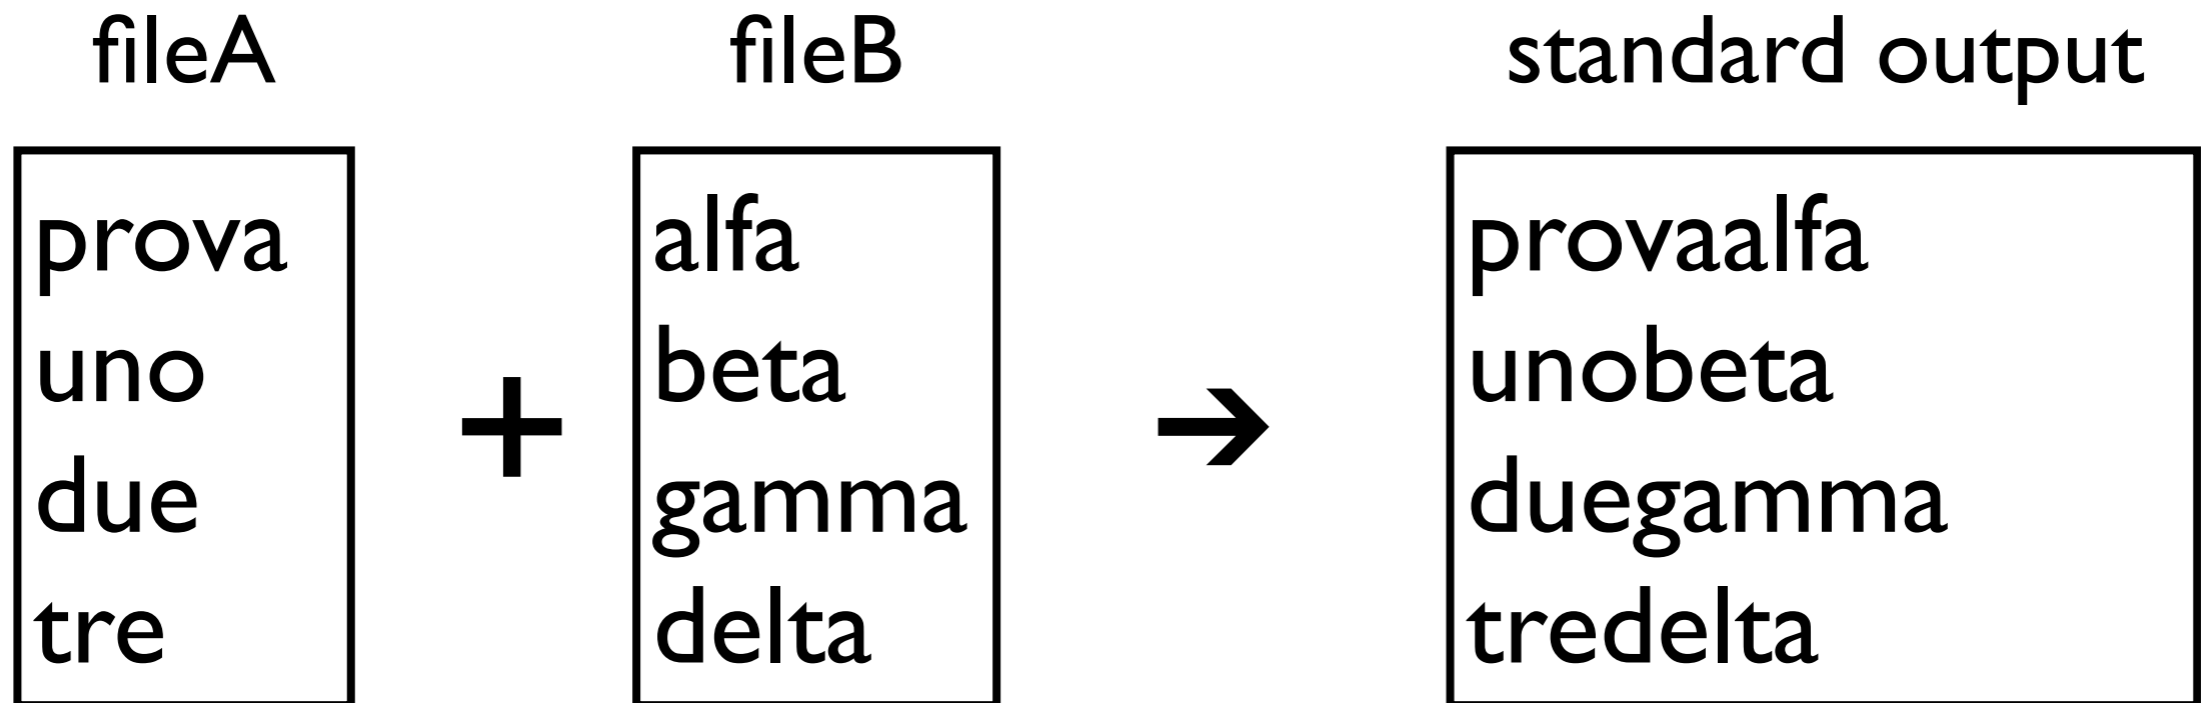 fileA
fileB
standard output
prova
uno
due
tre
+
alfa
beta
gamma
delta
→
provaalfa
unobeta
duegamma
tredelta